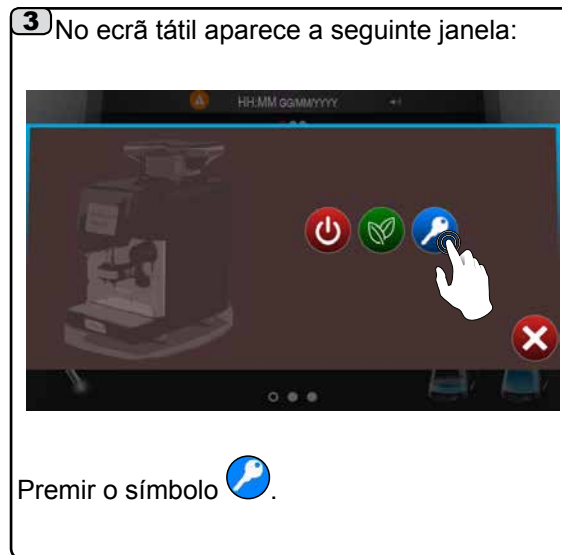 3 No ecrã tátil aparece a seguinte janela:
HH:MM GG/MM/YYYY
Premir o símbolo .